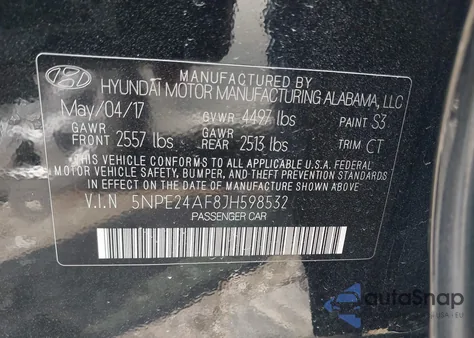 MANUFACTURED BY
HYUNDAI MOTOR MANUFACTURING ALABAMA, LLC
May/04/17 GVWR 4497 lbs PAINT S3
GAWR FRONT 2557 lbs GAWR REAR 2513 lbs TRIM CT
THIS VEHICLE CONFORMS TO ALL APPLICABLE U.S.A. FEDERAL
MOTOR VEHICLE SAFETY, BUMPER, AND THEFT PREVENTION
STANDARDS IN EFFECT ON THE DATE OF MANUFACTURE SHOWN ABOVE.
V.I.N 5NPE24AF8JH598532
PASSENGER CAR
autoSnap